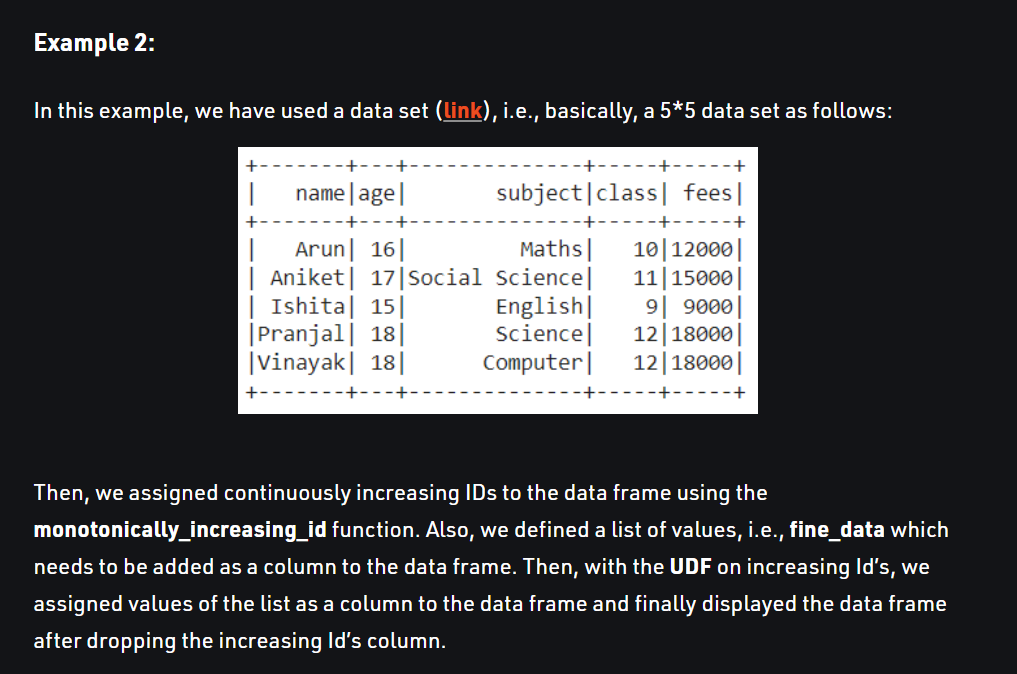 Example 2:
In this example, we have used a data set (link), i.e., basically, a 5*5 data set as follows:
+-------+---+--------------+-----+-----+
|   name|age|       subject|class| fees|
+-------+---+--------------+-----+-----+
|   Arun| 16|         Maths|   10|12000|
| Aniket| 17|Social Science|   11|15000|
| Ishita| 15|       English|    9| 9000|
|Pranjal| 18|       Science|   12|18000|
|Vinayak| 18|      Computer|   12|18000|
+-------+---+--------------+-----+-----+
Then, we assigned continuously increasing IDs to the data frame using the
monotonically_increasing_id function. Also, we defined a list of values, i.e., fine_data which
needs to be added as a column to the data frame. Then, with the UDF on increasing Id’s, we
assigned values of the list as a column to the data frame and finally displayed the data frame
after dropping the increasing Id’s column.